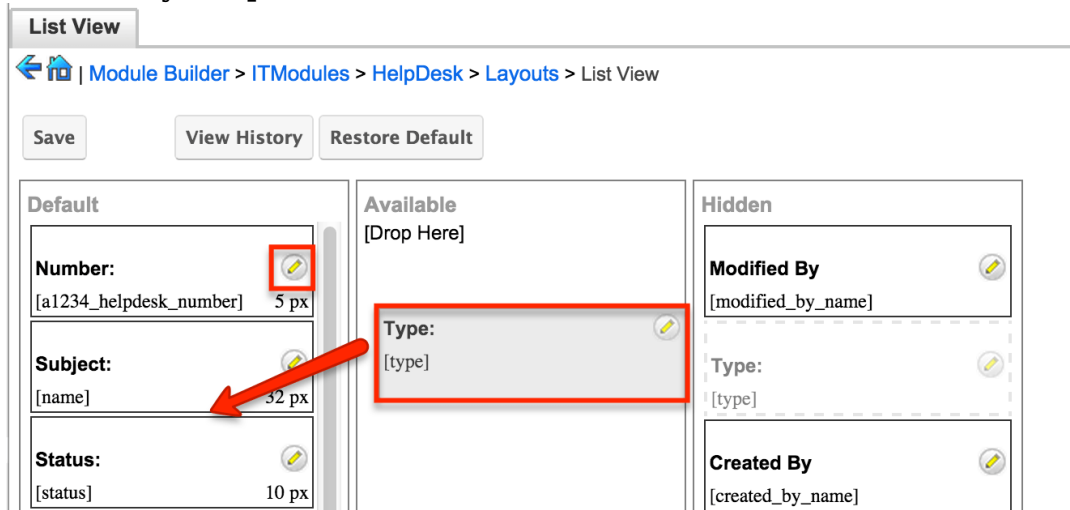 List View
| Module Builder > ITModules > HelpDesk > Layouts > List View
Save View History Restore Default
Default
Number:
[a1234_helpdesk_number] 5 px
Subject:
[name] 32 px
Status:
[status] 10 px
Available
[Drop Here]
Type:
[type]
Hidden
Modified By
[modified_by_name]
Type:
[type]
Created By
[created_by_name]